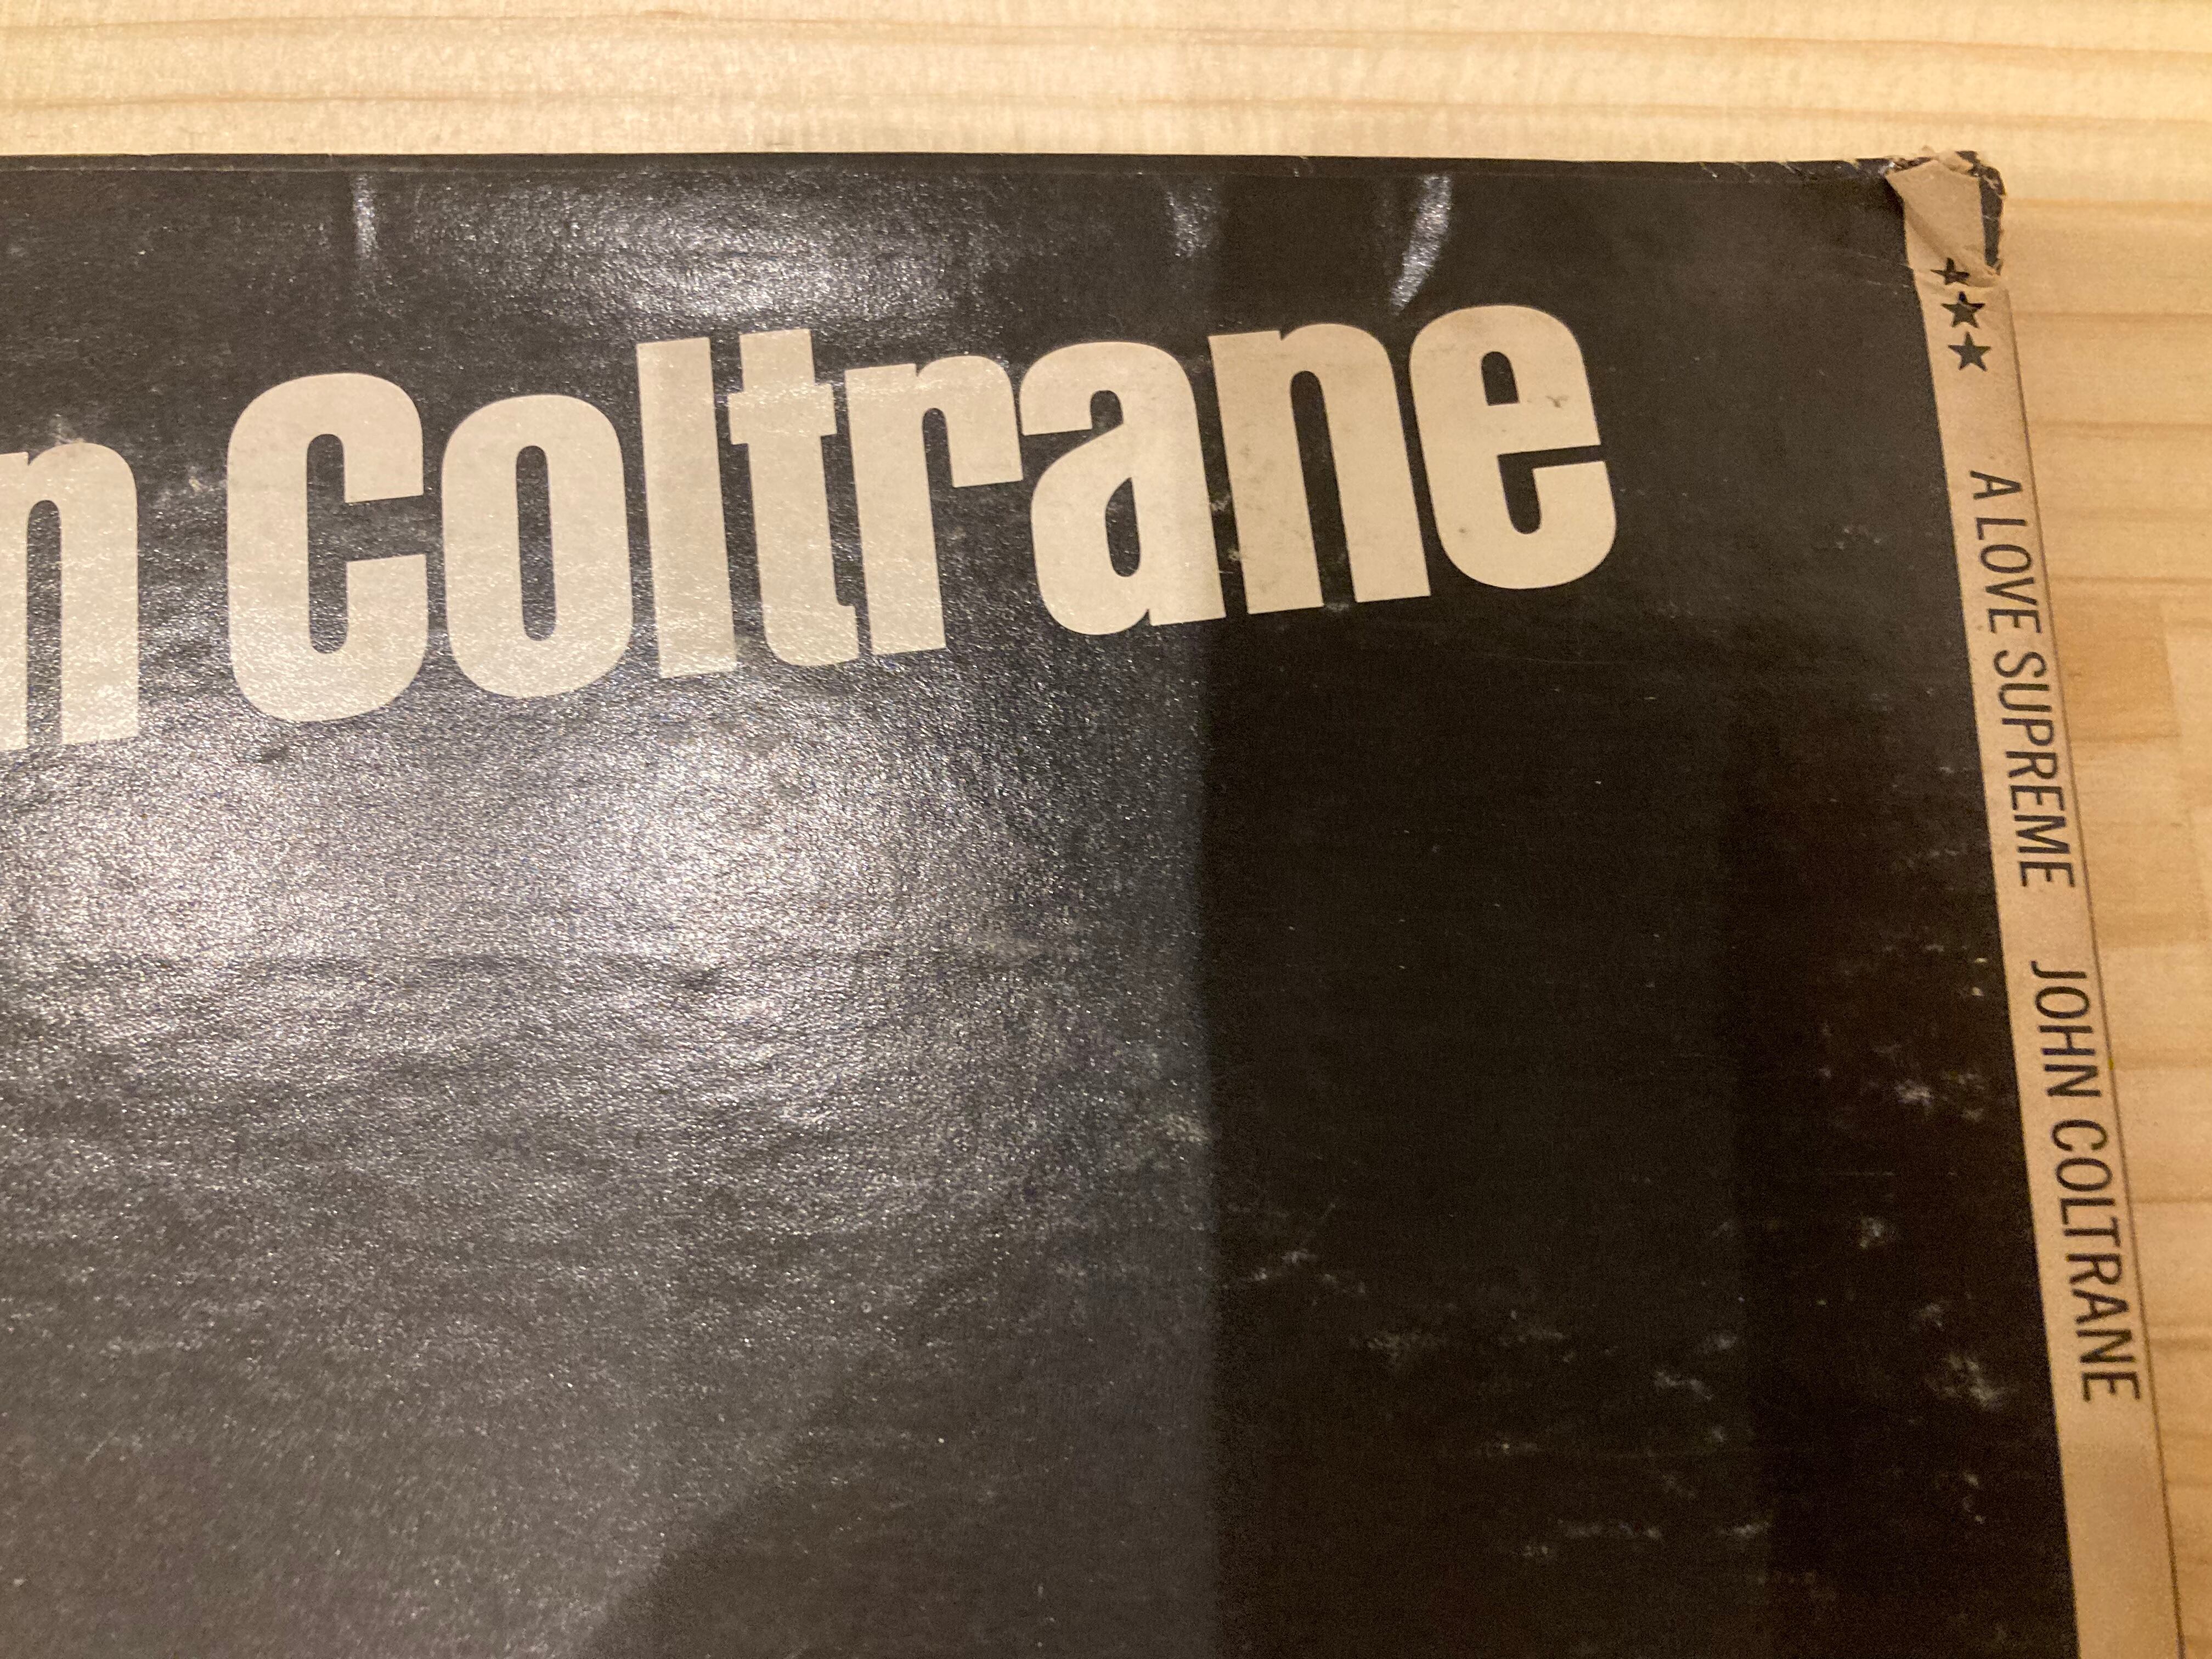 n Coltrane
★★★ A LOVE SUPREME JOHN COLTRANE